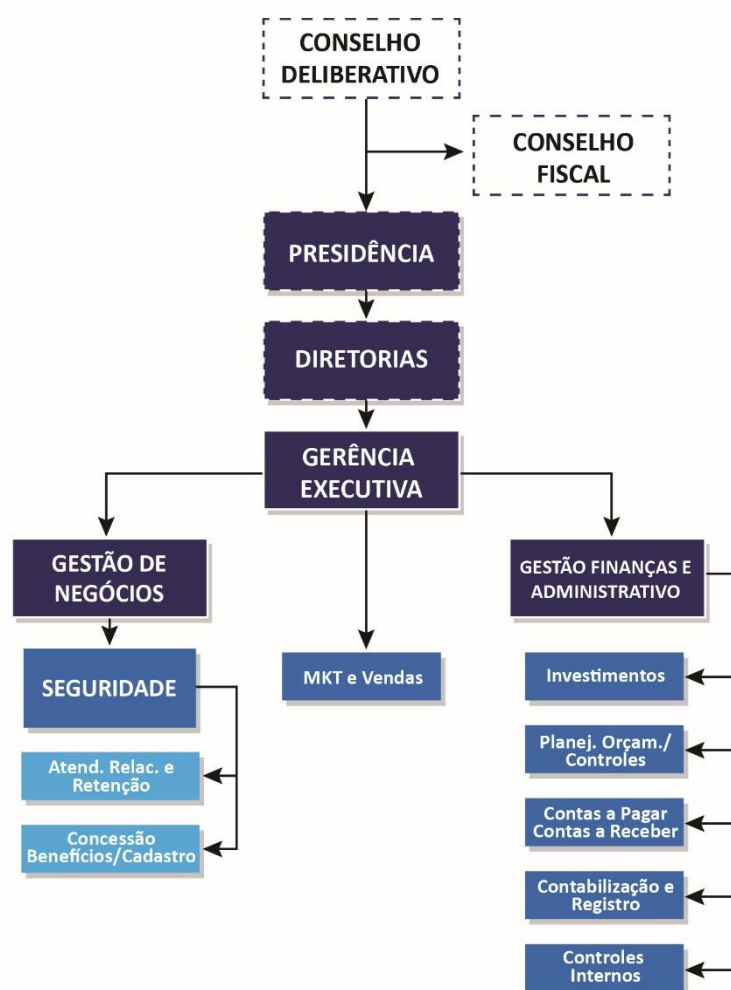 CONSELHO
DELIBERATIVO
CONSELHO
FISCAL
PRESIDÊNCIA
DIRETORIAS
GERÊNCIA
EXECUTIVA
GESTÃO DE
NEGÓCIOS
SEGURIDADE
Atend. Relac. e
Retenção
Concessão
Benefícios/Cadastro
MKT e Vendas
GESTÃO FINANÇAS E
ADMINISTRATIVO
Investimentos
Planej. Orçam./
Controles
Contas a Pagar
Contas a Receber
Contabilização e
Registro
Controles
Internos